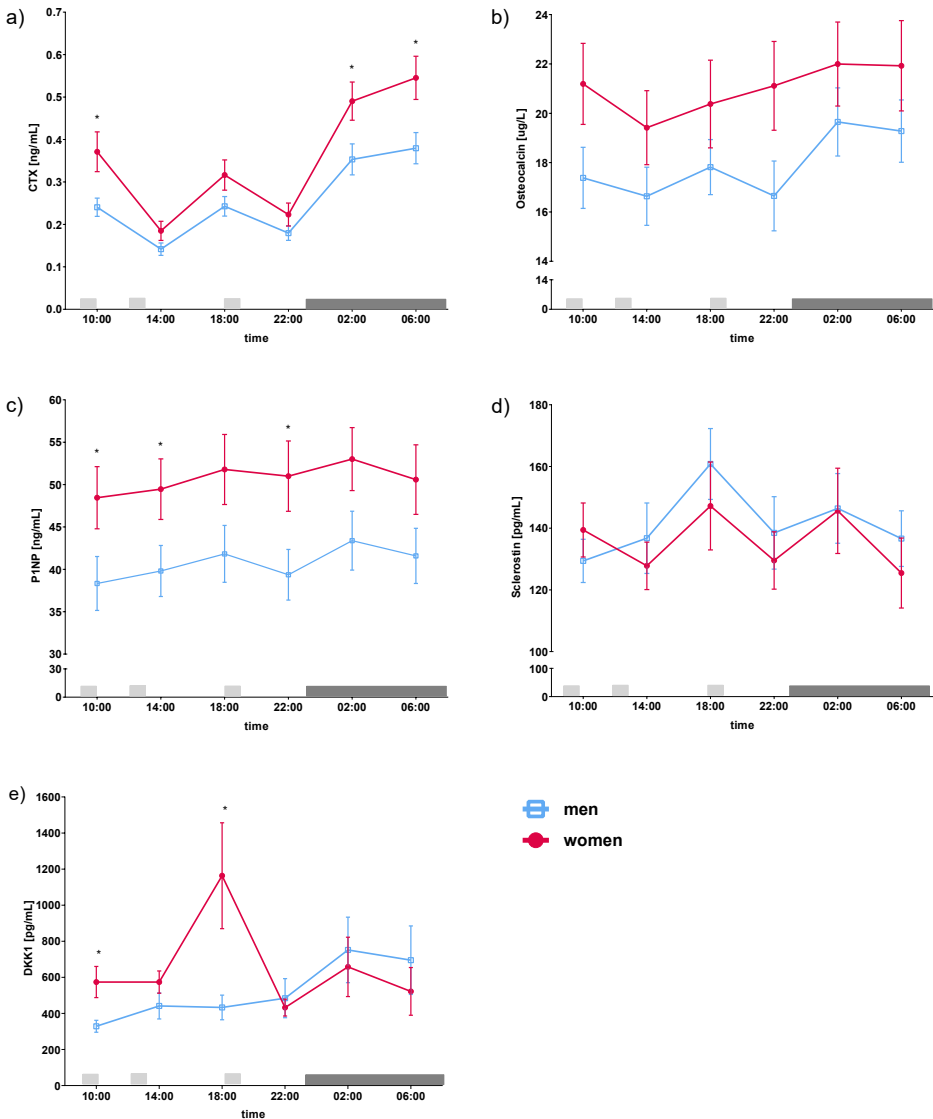 a)
CTX [ng/mL]
0.7
0.6
0.5
0.4
0.3
0.2
0.1
0.0
*
*
*
10:00 14:00 18:00 22:00 02:00 06:00
time
b)
Osteocalcin [ug/L]
24
22
20
18
16
14
14
0
10:00 14:00 18:00 22:00 02:00 06:00
time
c)
P1NP [ng/mL]
60
55
50
45
40
35
30
30
0
*
*
*
10:00 14:00 18:00 22:00 02:00 06:00
time
d)
Sclerostin [pg/mL]
180
160
140
120
100
100
0
10:00 14:00 18:00 22:00 02:00 06:00
time
e)
DKK1 [pg/mL]
1600
1400
1200
1000
800
600
400
200
0
*
*
10:00 14:00 18:00 22:00 02:00 06:00
time
men
women